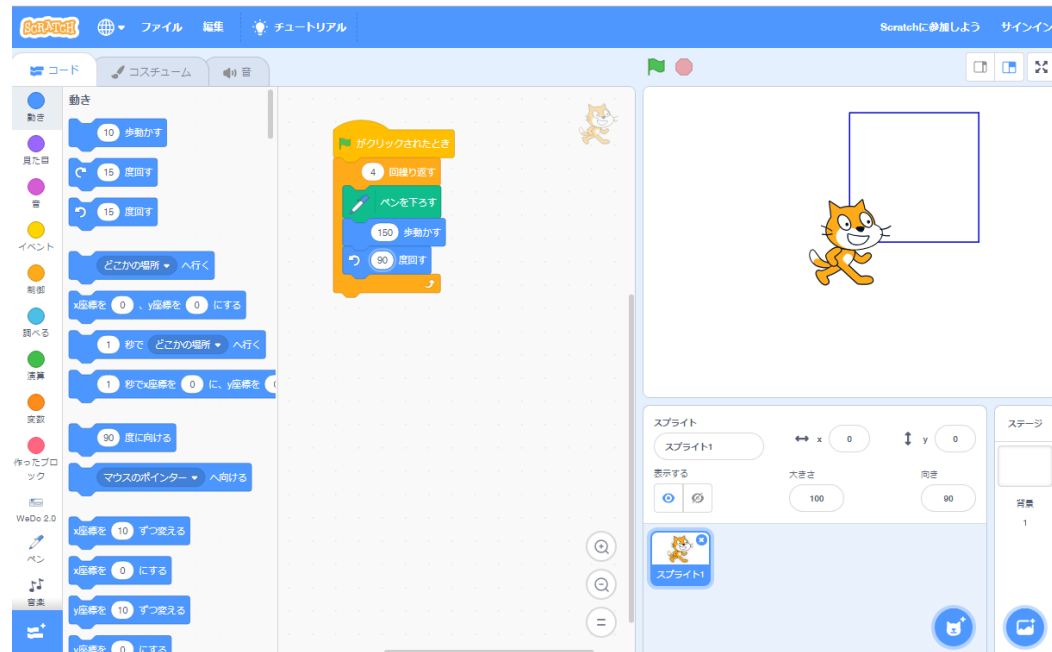 SCRATCH ファイル 編集 チュートリアル Scratchに参加しよう サインイン
コード コスチューム 音
動き
見た目
音
イベント
制御
調べる
演算
変数
作ったブロ
ック
WeDo 2.0
ペン
音楽
動き
10 歩動かす
15 度回す
15 度回す
どこかの場所 へ行く
x座標を 0 、y座標を 0 にする
1 秒で どこかの場所 へ行く
1 秒でx座標を 0 に、y座標を
90 度に向ける
マウスのポインター へ向ける
x座標を 10 ずつ変える
x座標を 0 にする
y座標を 10 ずつ変える
y座標を 0 にする
がクリックされたとき
4 回繰り返す
ペンを下ろす
150 歩動かす
90 度回す
スプライト
スプライト1 x 0 y 0
表示する 大きさ 向き
100 90
スプライト1
ステージ
背景
1